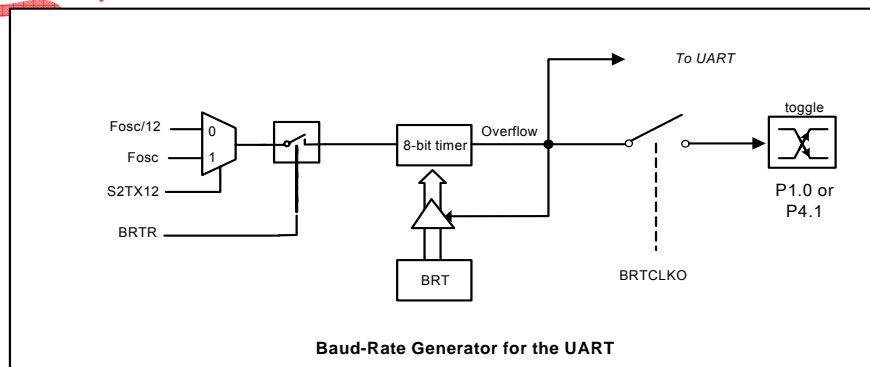 To UART
toggle
Fosc/12
0
8-bit timer
Overflow
Fosc
1
S2TX12
P1.0 or
P4.1
BRTR
BRT
BRTCLKO
Baud-Rate Generator for the UART